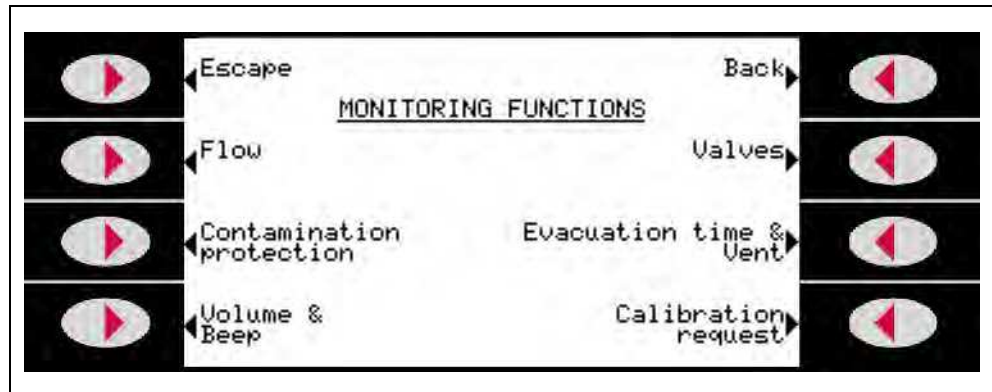 Escape
Back
MONITORING FUNCTIONS
Flow
Valves
Contamination
protection
Evacuation time &
Vent
Volume &
Beep
Calibration
request